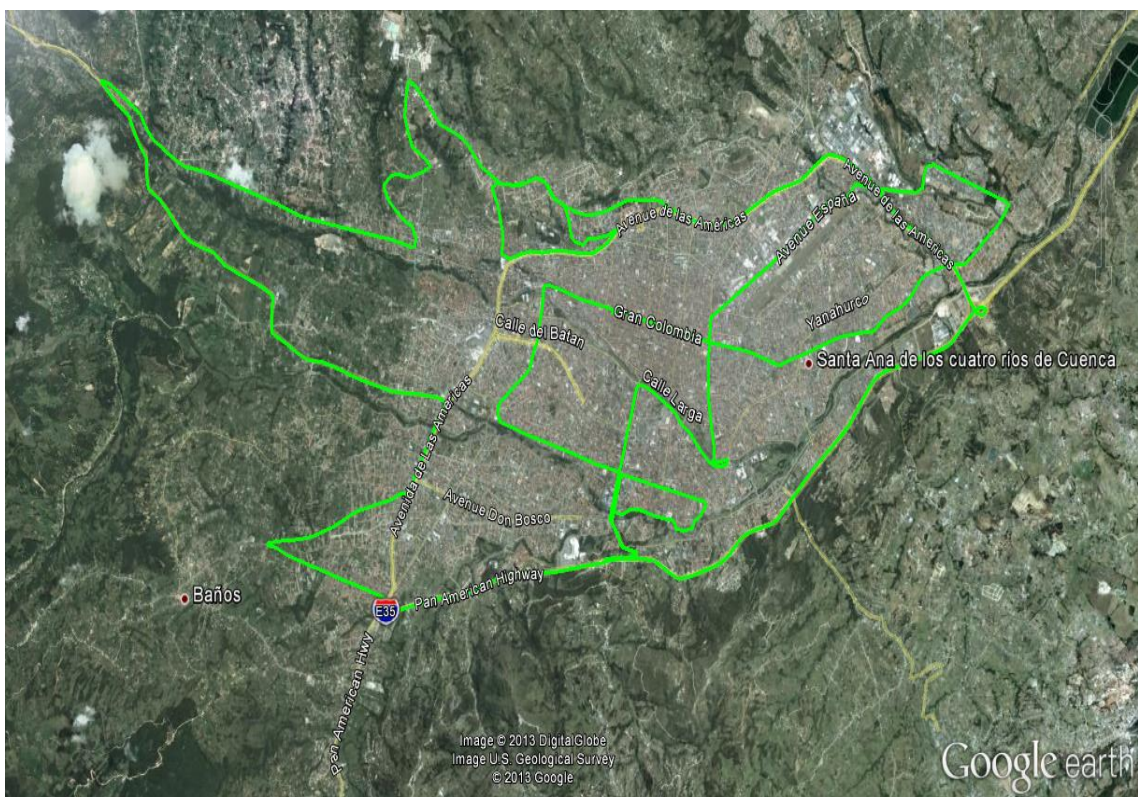 Avenue de las Américas
Avenue de las Américas
Avenue España
Gran Colombia
Yanahurco
Calle del Batan
Santa Ana de los cuatro ríos de Cuenca
Calle Larga
Avenida de Las Américas
Avenue Don Bosco
Pan American Highway
Baños
E35
Pan American Hwy
Image © 2013 DigitalGlobe
Image U.S. Geological Survey
© 2013 Google
Google earth